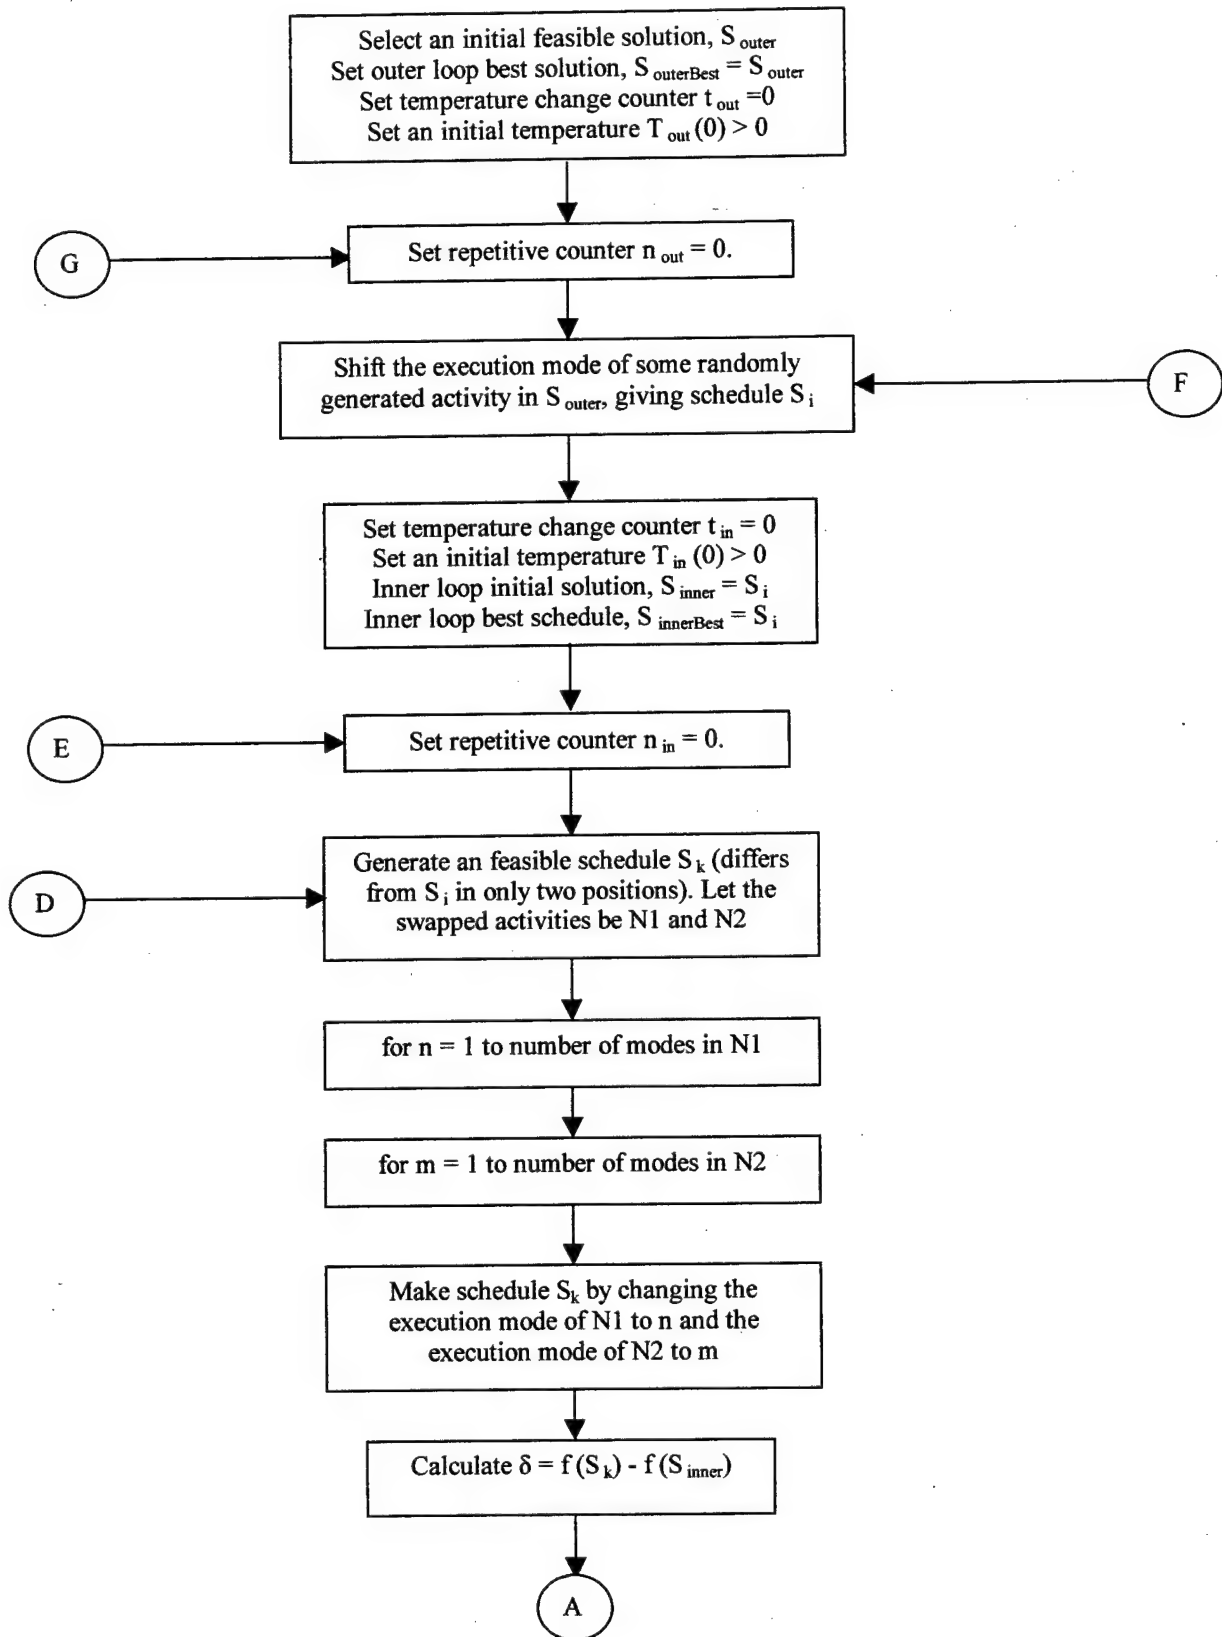 Select an initial feasible solution, S outer
Set outer loop best solution, S outerBest = S outer
Set temperature change counter t out =0
Set an initial temperature T out (0) > 0
G
Set repetitive counter n out = 0.
Shift the execution mode of some randomly
generated activity in S outer, giving schedule S i
F
Set temperature change counter t in = 0
Set an initial temperature T in (0) > 0
Inner loop initial solution, S inner = S i
Inner loop best schedule, S innerBest = S i
E
Set repetitive counter n in = 0.
D
Generate an feasible schedule S k (differs
from S i in only two positions). Let the
swapped activities be N1 and N2
for n = 1 to number of modes in N1
for m = 1 to number of modes in N2
Make schedule Sk by changing the
execution mode of N1 to n and the
execution mode of N2 to m
Calculate δ = f (S k) - f (S inner)
A